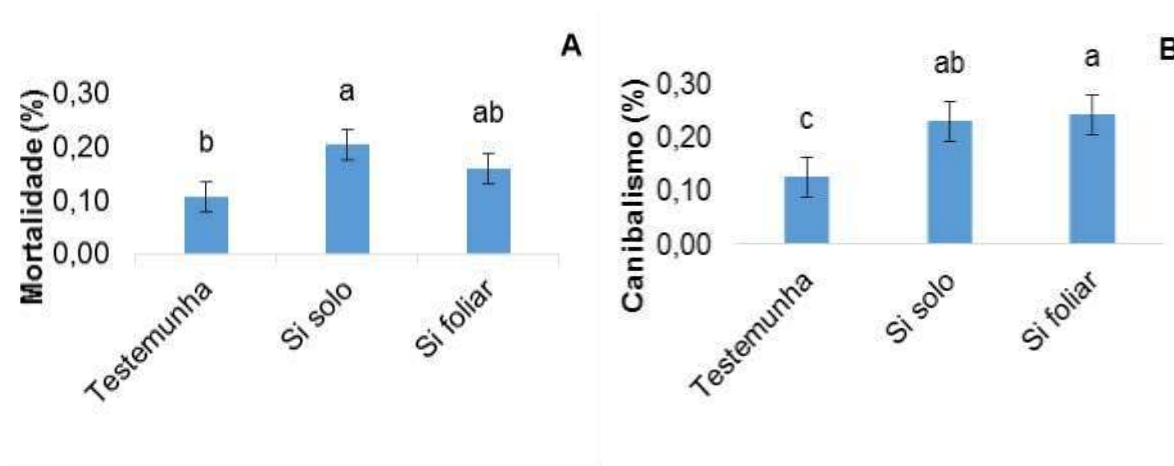 A
Mortalidade (%)
0,30
0,20
0,10
0,00
b
a
ab
Testemunha
Si solo
Si foliar
B
Canibalismo (%)
0,30
0,20
0,10
0,00
c
ab
a
Testemunha
Si solo
Si foliar